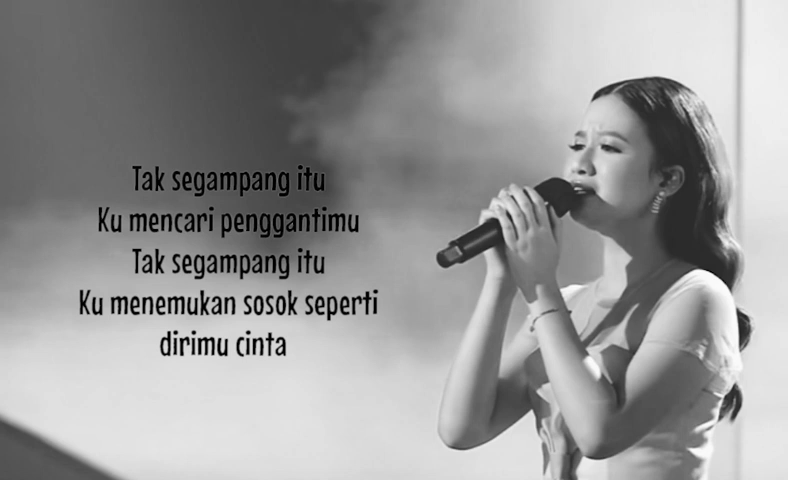 Tak segampang itu
Ku mencari penggantimu
Tak segampang itu
Ku menemukan sosok seperti
dirimu cinta